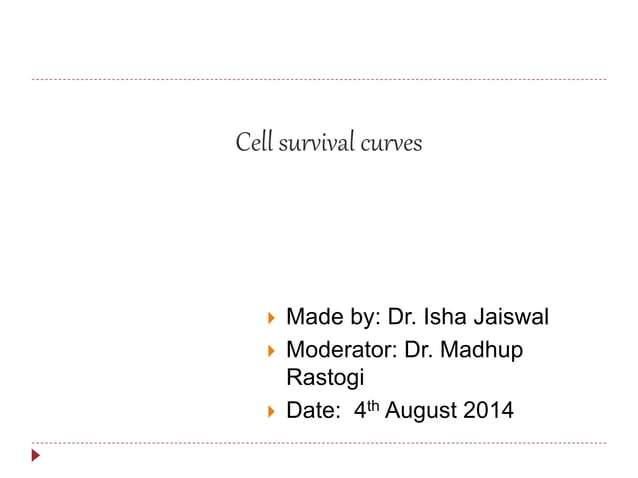 Cell survival curves
Made by: Dr. Isha Jaiswal
Moderator: Dr. Madhup
Rastogi
Date: 4th August 2014